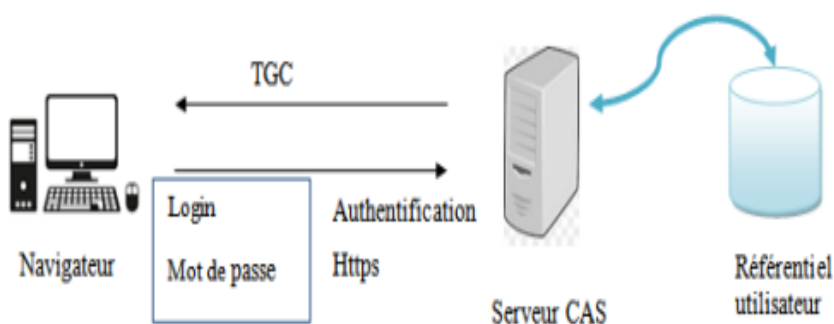 TGC
Login
Mot de passe
Authentification
Https
Navigateur
Serveur CAS
Référentiel
utilisateur